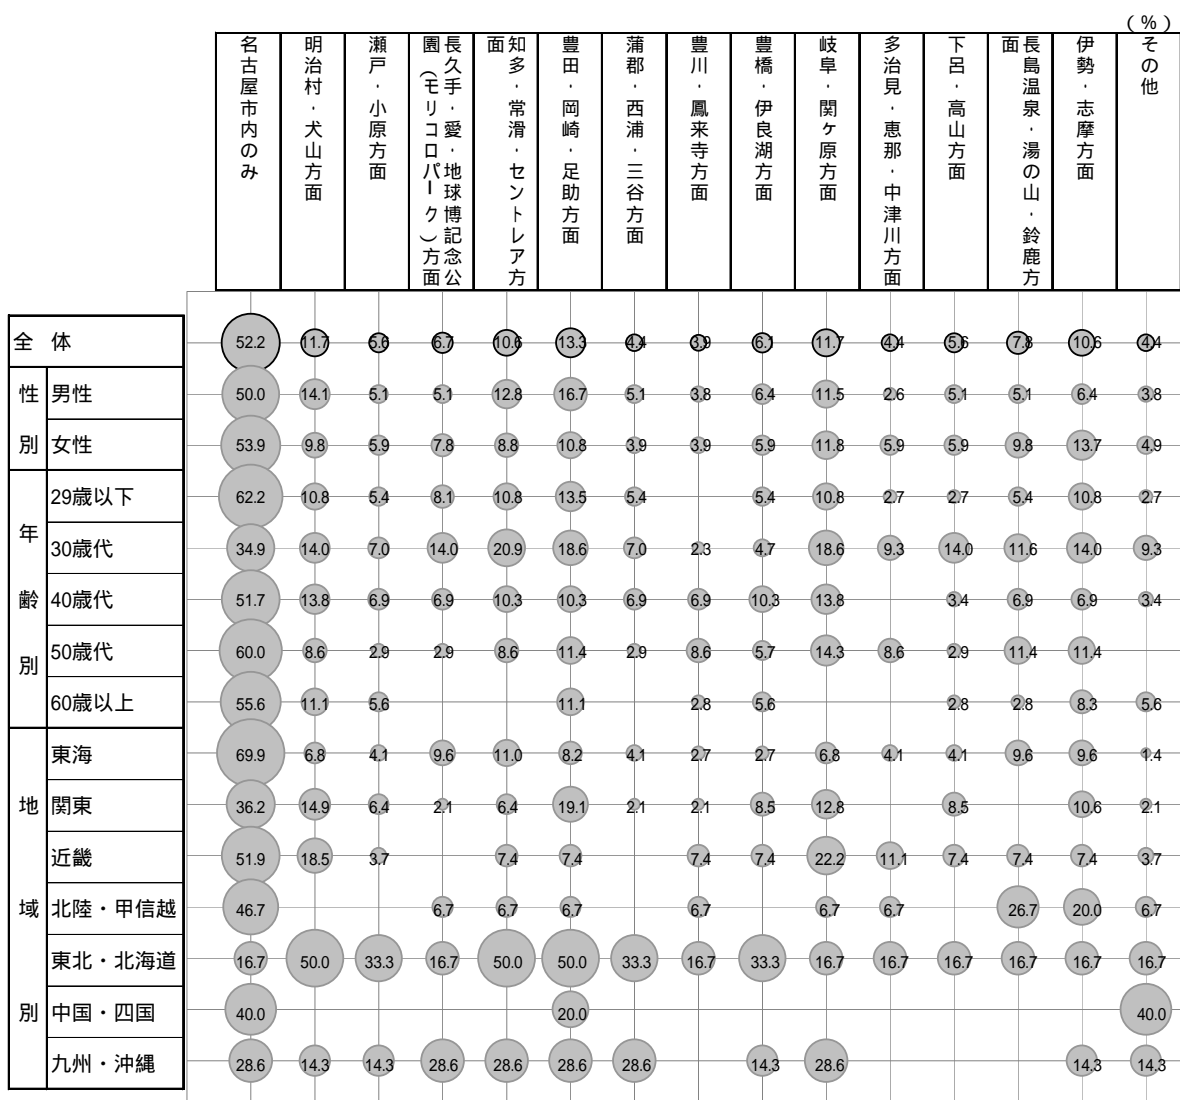 (%)
名古屋市内のみ
明治村・犬山方面
瀬戸・小原方面
長久手・愛・地球博記念公
園(モリコロパーク)方面
知多・常滑・セントレア方
面
豊田・岡崎・足助方面
蒲郡・西浦・三谷方面
豊川・鳳来寺方面
豊橋・伊良湖方面
岐阜・関ヶ原方面
多治見・恵那・中津川方面
下呂・高山方面
長島温泉・湯の山・鈴鹿方
面
伊勢・志摩方面
その他
全体 52.2 11.7 5.6 6.7 10.6 13.3 4.4 3.9 6.1 11.7 4.4 5.6 7.8 10.6 4.4
性別
男性 50.0 14.1 5.1 5.1 12.8 16.7 5.1 3.8 6.4 11.5 2.6 5.1 5.1 6.4 3.8
女性 53.9 9.8 5.9 7.8 8.8 10.8 3.9 3.9 5.9 11.8 5.9 5.9 9.8 13.7 4.9
年齢別
29歳以下 62.2 10.8 5.4 8.1 10.8 13.5 5.4 5.4 10.8 2.7 2.7 5.4 10.8 2.7
30歳代 34.9 14.0 7.0 14.0 20.9 18.6 7.0 2.3 4.7 18.6 9.3 14.0 11.6 14.0 9.3
40歳代 51.7 13.8 6.9 6.9 10.3 10.3 6.9 6.9 10.3 13.8 3.4 6.9 6.9 3.4
50歳代 60.0 8.6 2.9 2.9 8.6 11.4 2.9 8.6 5.7 14.3 8.6 2.9 11.4 11.4
60歳以上 55.6 11.1 5.6 11.1 2.8 5.6 2.8 2.8 8.3 5.6
地域別
東海 69.9 6.8 4.1 9.6 11.0 8.2 4.1 2.7 2.7 6.8 4.1 4.1 9.6 9.6 1.4
関東 36.2 14.9 6.4 2.1 6.4 19.1 2.1 2.1 8.5 12.8 8.5 10.6 2.1
近畿 51.9 18.5 3.7 7.4 7.4 7.4 7.4 22.2 11.1 7.4 7.4 7.4 3.7
北陸・甲信越 46.7 6.7 6.7 6.7 6.7 6.7 6.7 26.7 20.0 6.7
東北・北海道 16.7 50.0 33.3 16.7 50.0 50.0 33.3 16.7 33.3 16.7 16.7 16.7 16.7 16.7 16.7
中国・四国 40.0 20.0 40.0
九州・沖縄 28.6 14.3 14.3 28.6 28.6 28.6 28.6 14.3 28.6 14.3 14.3